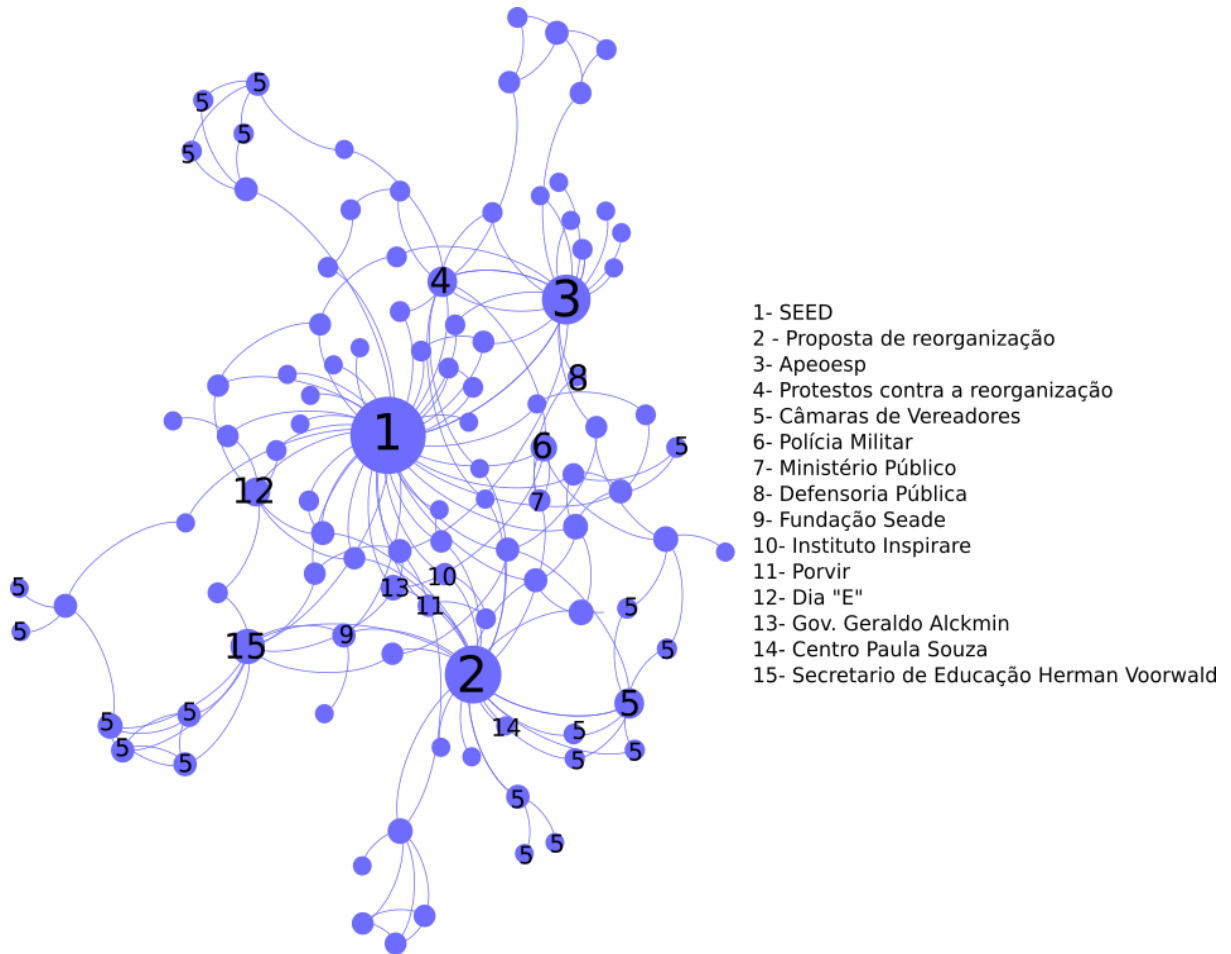 5
5
5
5
4
3
8
1
6
5
12
7
10
13
11
5
5
9
5
15
5
2
5
5
5
14
5
5
5
5
5
5
5
5
1- SEED
2 - Proposta de reorganização
3- Apeoesp
4- Protestos contra a reorganização
5- Câmaras de Vereadores
6- Polícia Militar
7- Ministério Público
8- Defensoria Pública
9- Fundação Seade
10- Instituto Inspirare
11- Porvir
12- Dia "E"
13- Gov. Geraldo Alckmin
14- Centro Paula Souza
15- Secretario de Educação Herman Voorwald